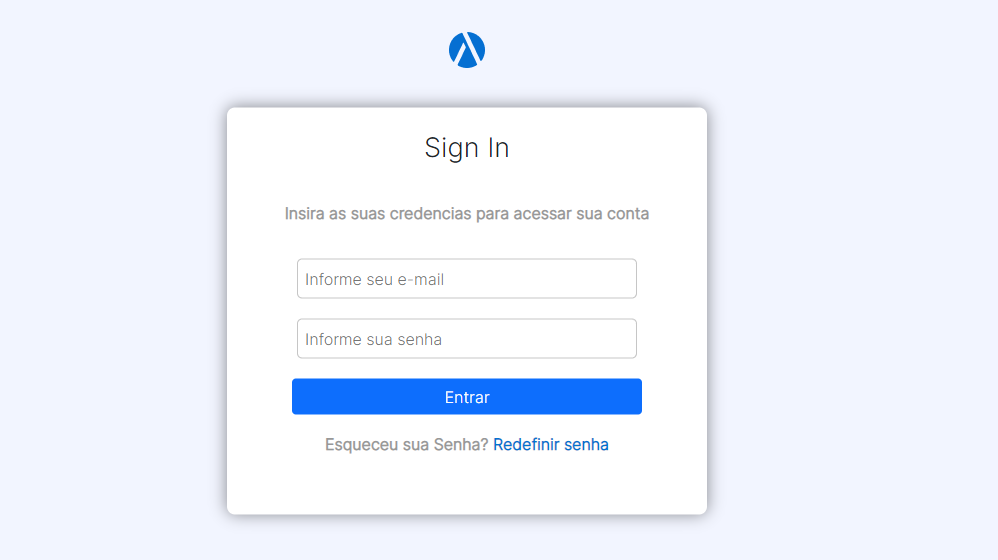 Sign In
Insira as suas credencias para acessar sua conta
Informe seu e-mail
Informe sua senha
Entrar
Esqueceu sua Senha? Redefinir senha